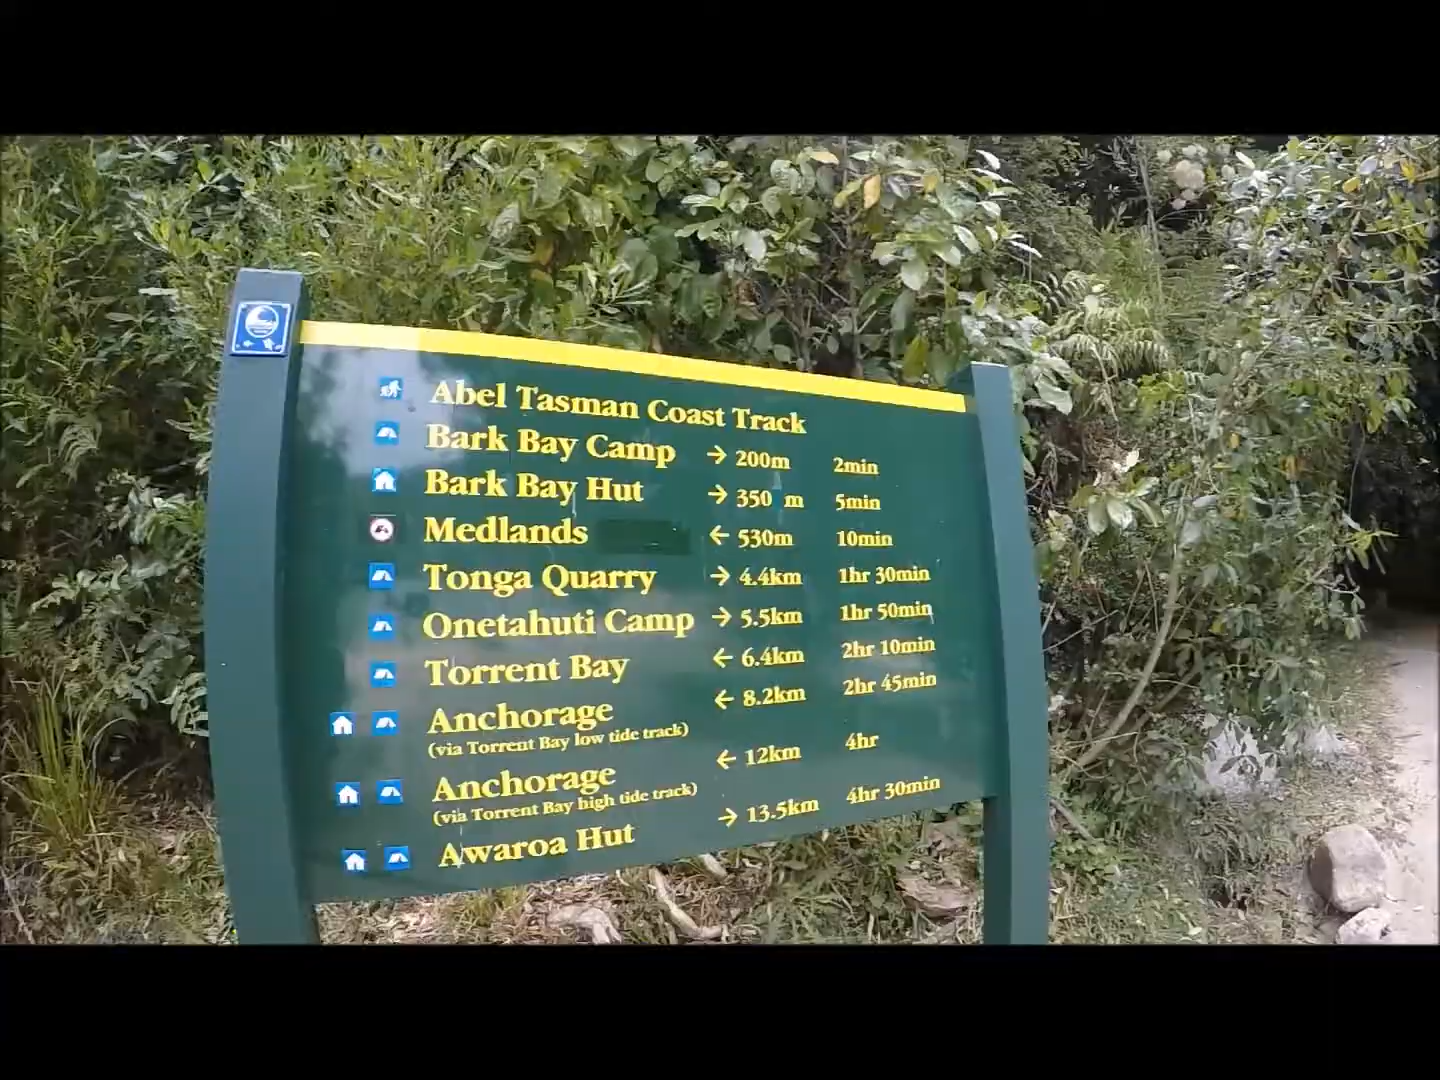 Abel Tasman Coast Track
Bark Bay Camp → 200m 2min
Bark Bay Hut → 350 m 5min
Medlands ← 530m 10min
Tonga Quarry → 4.4km 1hr 30min
Onetahuti Camp → 5.5km 1hr 50min
Torrent Bay ← 6.4km 2hr 10min
Anchorage ← 8.2km 2hr 45min
(via Torrent Bay low tide track)
Anchorage ← 12km 4hr
(via Torrent Bay high tide track)
Awaroa Hut → 13.5km 4hr 30min